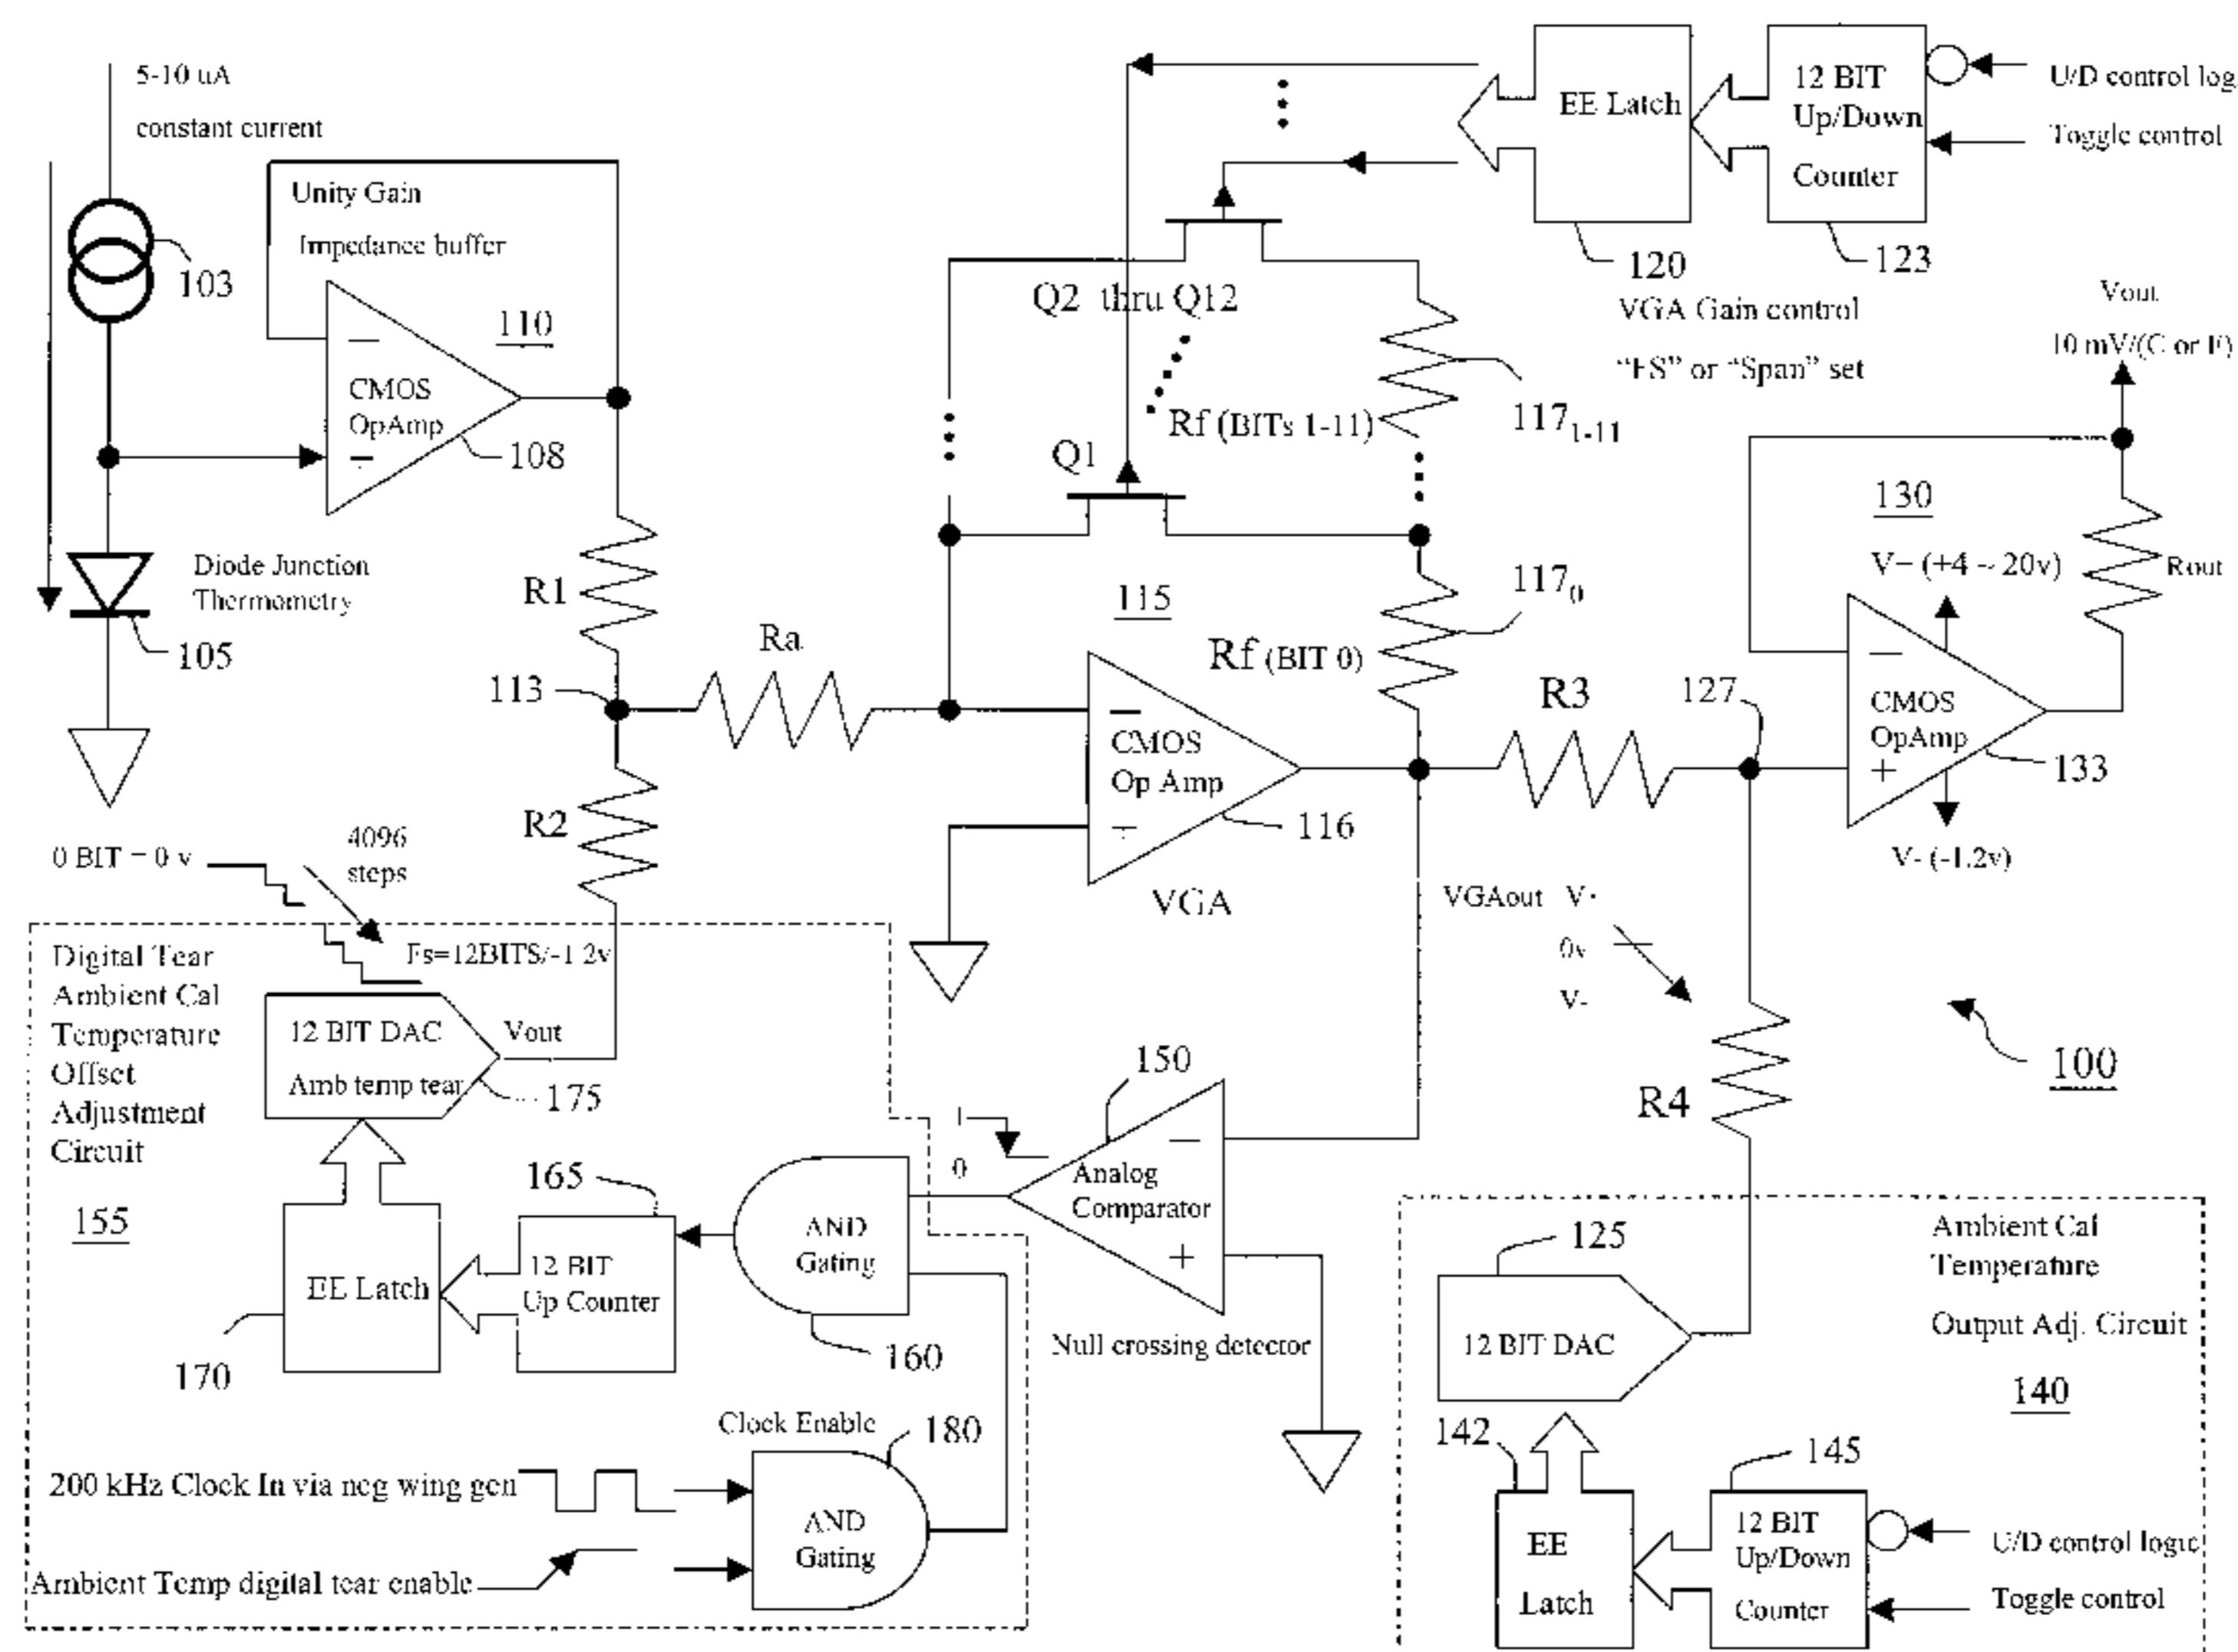 5-10 uA
constant current
103
Unity Gain
Impedance buffer
110
CMOS
OpAmp
108
Diode Junction
Thermometry
105
R1
113
Ra
R2
0 BIT = 0 v
4096
steps
Fs=12BITS/-1.2v
Digital Tear
Ambient Cal
Temperature
Offset
Adjustment
Circuit
155
12 BIT DAC
Amb temp tear
Vout
175
165
EE Latch
170
12 BIT
Up Counter
AND
Gating
160
Clock Enable
180
AND
Gating
200 kHz Clock In via neg wing gen
Ambient Temp digital tear enable
1
0
150
Analog
Comparator
−
+
Null crossing detector
Q2 thru Q12
Rf (BITs 1-11)
117 1-11
Q1
115
117 0
Rf (BIT 0)
−
CMOS
Op Amp
116
VGA
EE Latch
120
12 BIT
Up/Down
Counter
123
U/D control log
Toggle control
VGA Gain control
"FS" or "Span" set
Vout
10 mV/(C or F)
130
V+ (+4 ~ 20v)
Rout
R3
127
−
CMOS
OpAmp
+
133
V- (-1.2v)
VGAout
0v
V-
R4
100
125
12 BIT DAC
Ambient Cal
Temperature
Output Adj. Circuit
140
142
EE
Latch
145
12 BIT
Up/Down
Counter
U/D control logic
Toggle control